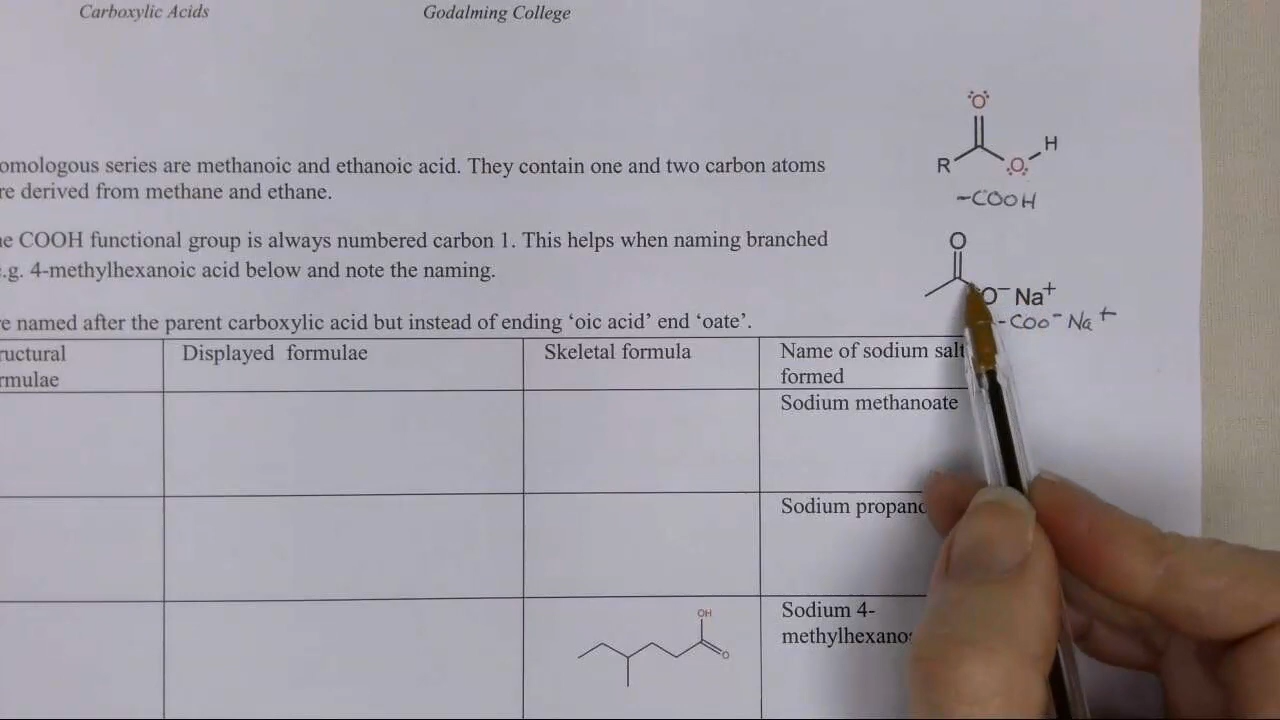 Carboxylic Acids Godalming College
omologous series are methanoic and ethanoic acid. They contain one and two carbon atoms
re derived from methane and ethane.
e COOH functional group is always numbered carbon 1. This helps when naming branched
.g. 4-methylhexanoic acid below and note the naming.
e named after the parent carboxylic acid but instead of ending ‘oic acid’ end ‘oate’.
O
H
R O
-COOH
O
O⁻ Na⁺
-COO⁻Na⁺
ructural Displayed formulae Skeletal formula Name of sodium salt
rmulae formed
Sodium methanoate
Sodium propano
OH
O
Sodium 4-
methylhexano